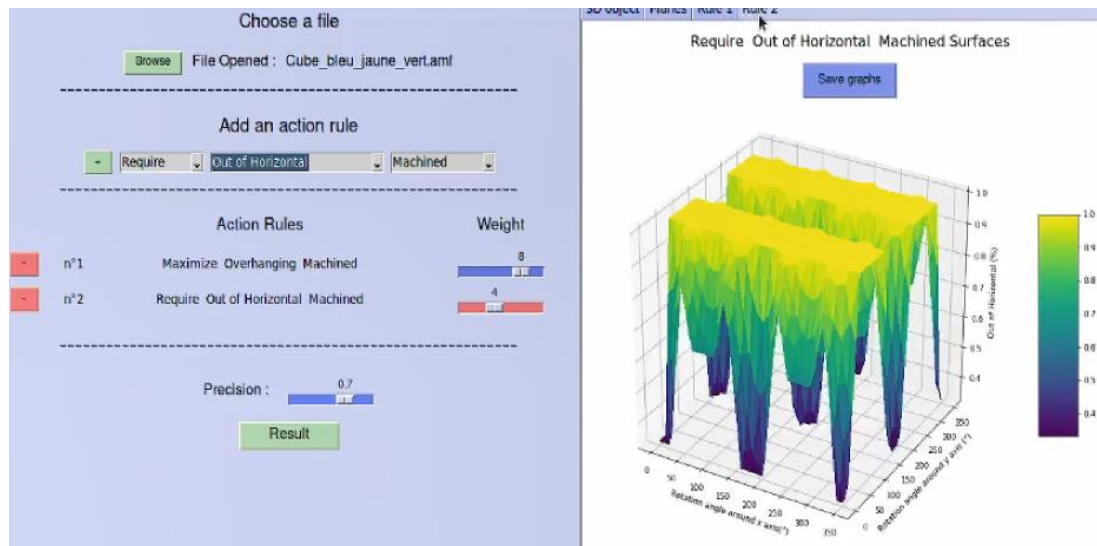 Choose a file
Browse File Opened : Cube_bleu_jaune_vert.amf
Add an action rule
+ Require Out of Horizontal Machined
Action Rules Weight
- n°1 Maximize Overhanging Machined 8
- n°2 Require Out of Horizontal Machined 4
Precision : 0.7
Result
3D object Planes Rule 1 Rule 2
Require Out of Horizontal Machined Surfaces
Save graphs
1.0
0.9
0.8
0.7
0.6
0.5
0.4
Out of Horizontal (%)
0 50 100 150 200 250 300 350
Rotation angle around x axis(°)
0 50 100 150 200 250 300 350
Rotation angle around y axis (°)
1.0
0.9
0.8
0.7
0.6
0.5
0.4